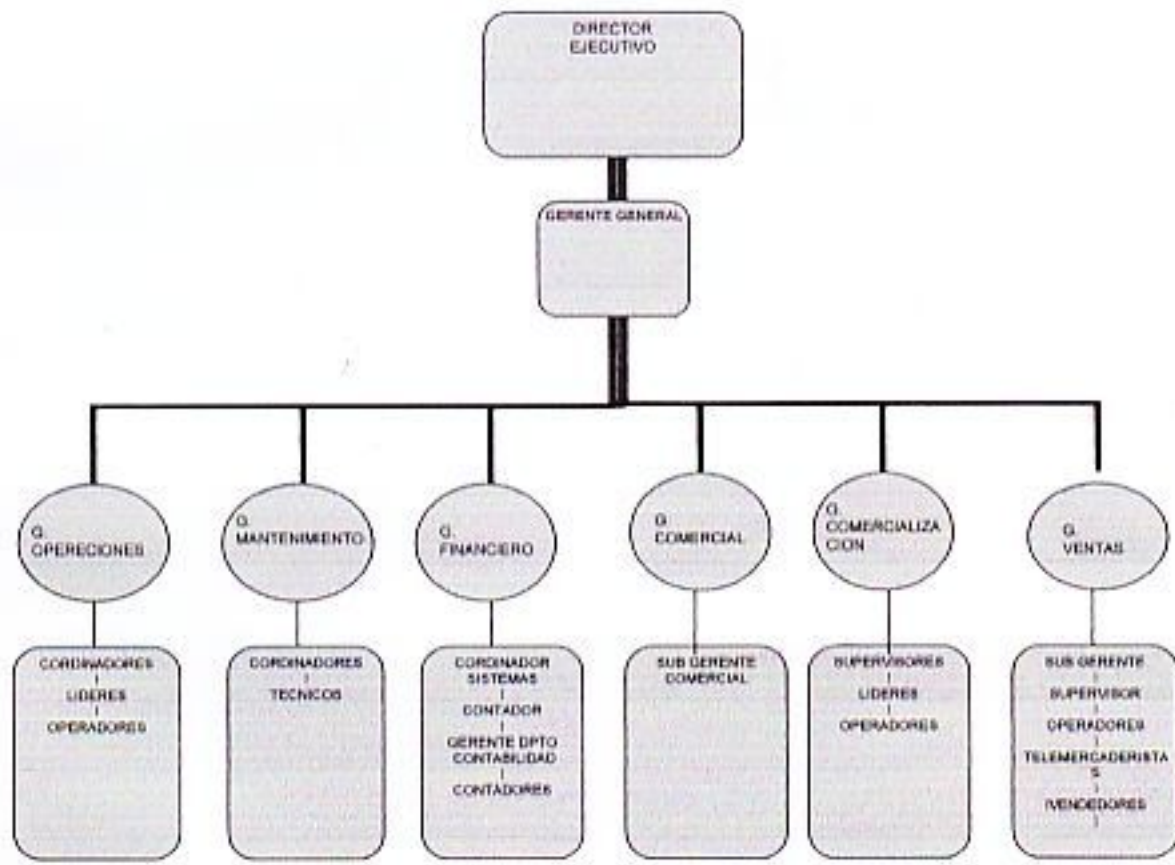 DIRECTOR
EJECUTIVO
GERENTE GENERAL
G.
OPERECIONES
G.
MANTENIMIENTO
G.
FINANCIERO
G.
COMERCIAL
G.
COMERCIALIZA
CION
G.
VENTAS
CORDINADORES
LIDERES
OPERADORES
CORDINADORES
TECNICOS
CORDINADOR
SISTEMAS
CONTADOR
GERENTE DPTO
CONTABILIDAD
CONTADORES
SUB GERENTE
COMERCIAL
SUPERVISORES
LIDERES
OPERADORES
SUB GERENTE
SUPERVISOR
OPERADORES
TELEMERCADERISTA
S
IVENDEDORES